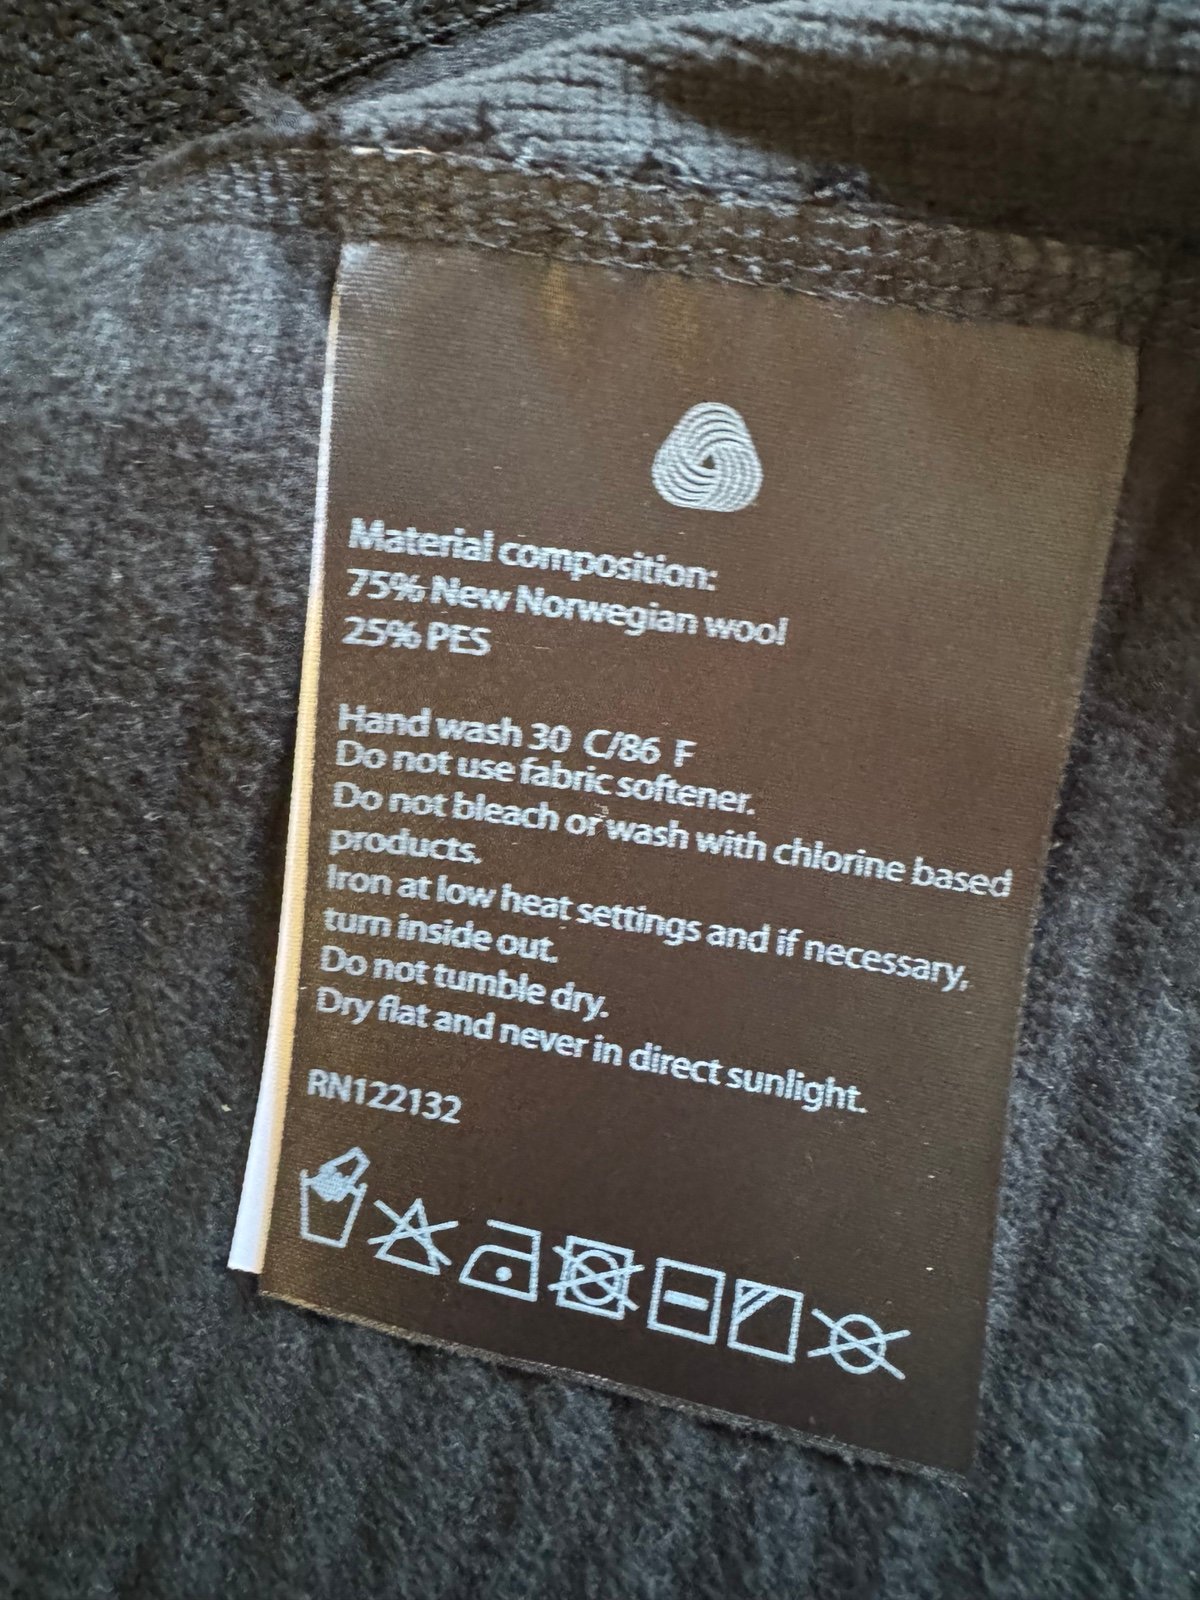 Material composition:
75% New Norwegian wool
25% PES
Hand wash 30 C/86 F
Do not use fabric softener.
Do not bleach or wash with chlorine based
products.
Iron at low heat settings and if necessary,
turn inside out.
Do not tumble dry.
Dry flat and never in direct sunlight.
RN122132